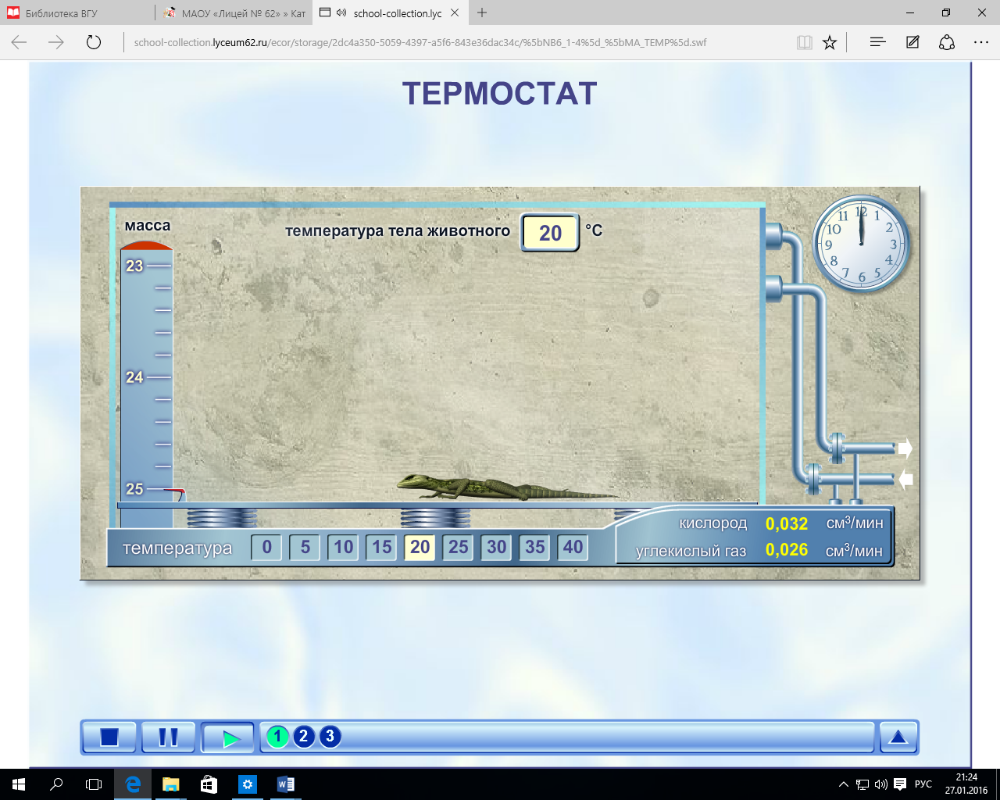 Библиотека ВГУ
МАОУ «Лицей № 62» » Кат
school-collection.lyc
school-collection.lyceum62.ru/ecor/storage/2dc4a350-5059-4397-a5f6-843e36dac34c/%5bNB6_1-4%5d_%5bMA_TEMP%5d.swf
ТЕРМОСТАТ
масса
температура тела животного 20 °C
12 1 2 3 4 5 6 7 8 9 10 11
23
24
25
кислород 0,032 см³/мин
температура 0 5 10 15 20 25 30 35 40
углекислый газ 0,026 см³/мин
1 2 3
РУС
21:24
27.01.2016